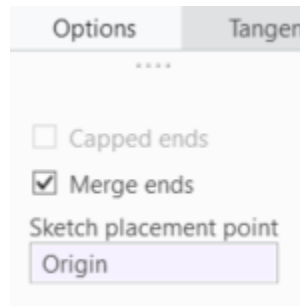 Options
Capped ends
Merge ends
Sketch placement point
Origin